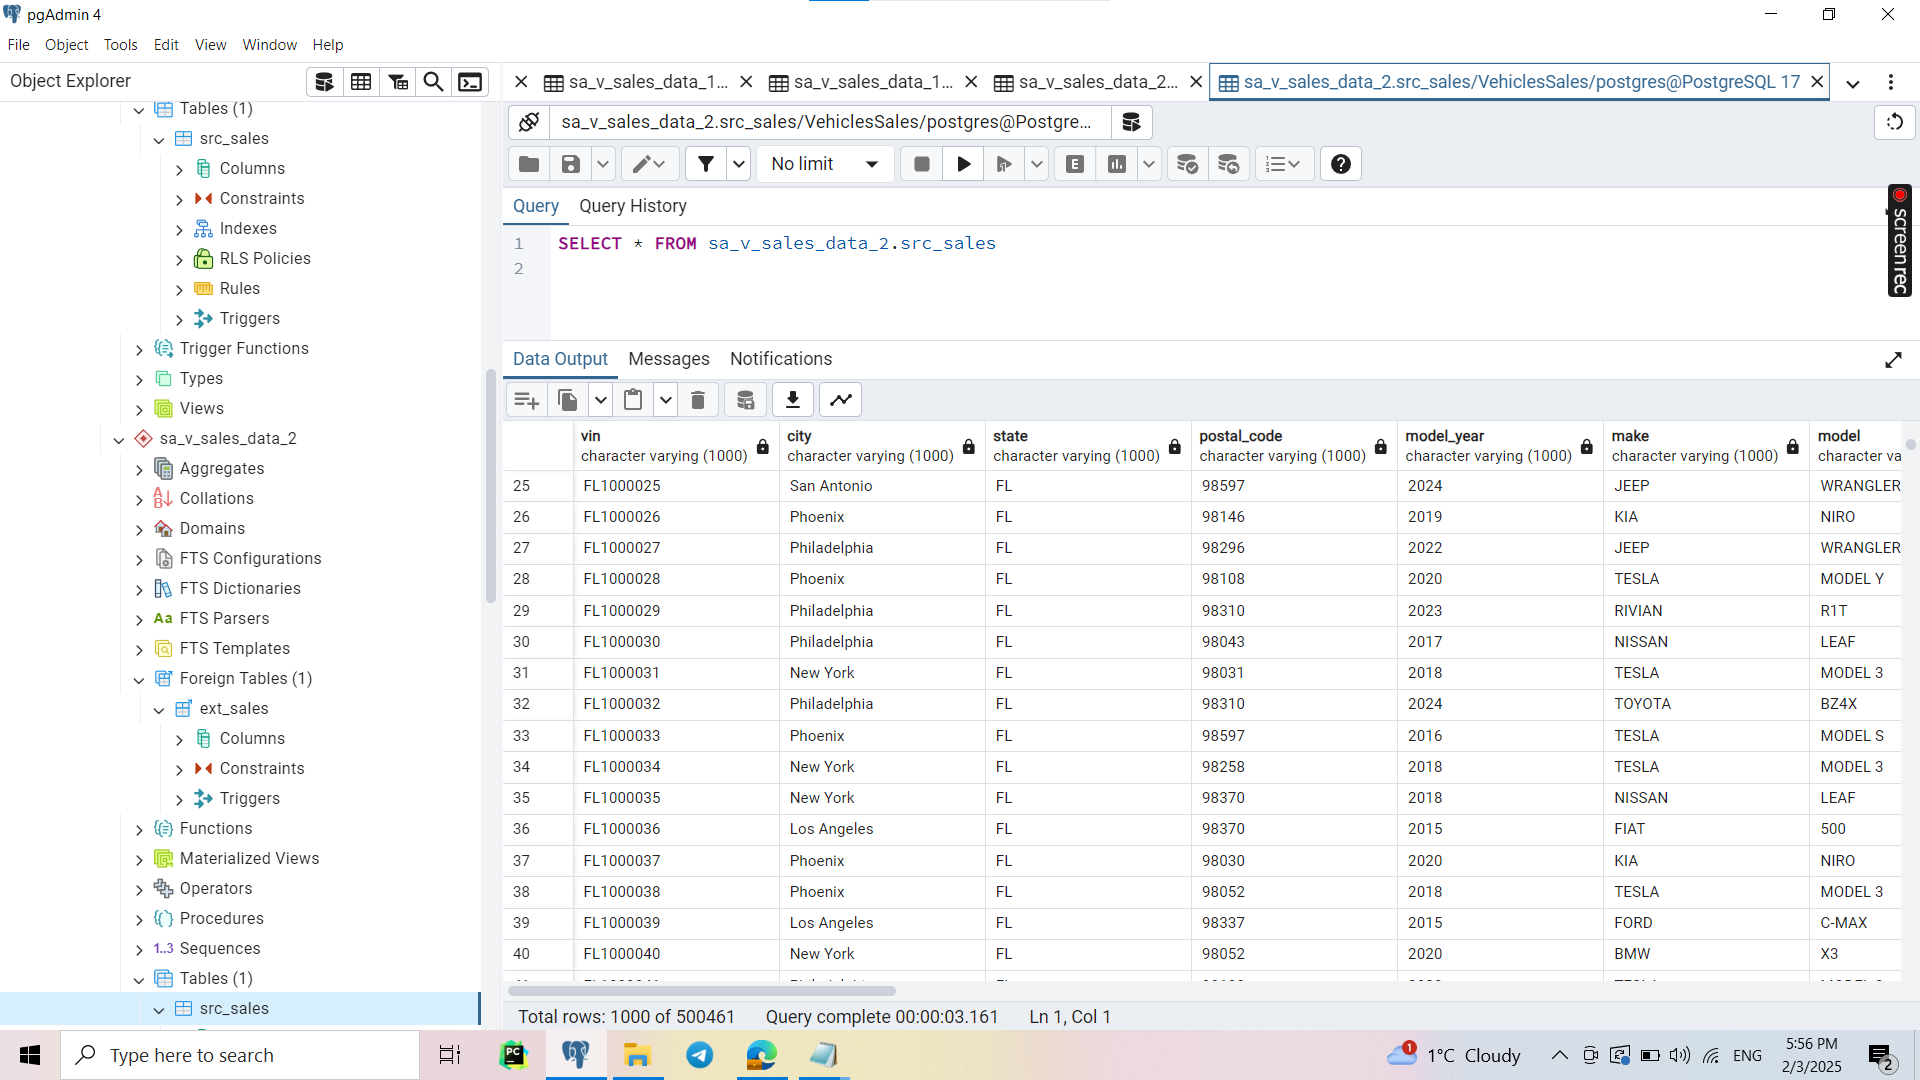 pgAdmin 4
File Object Tools Edit View Window Help
Object Explorer
Tables (1)
src_sales
Columns
Constraints
Indexes
RLS Policies
Rules
Triggers
Trigger Functions
Types
Views
sa_v_sales_data_2
Aggregates
Collations
Domains
FTS Configurations
FTS Dictionaries
Aa FTS Parsers
FTS Templates
Foreign Tables (1)
ext_sales
Columns
Constraints
Triggers
Functions
Materialized Views
Operators
Procedures
1..3 Sequences
Tables (1)
src_sales
sa_v_sales_data_1... sa_v_sales_data_1... sa_v_sales_data_2... sa_v_sales_data_2.src_sales/VehiclesSales/postgres@PostgreSQL 17
sa_v_sales_data_2.src_sales/VehiclesSales/postgres@Postgre...
No limit
E
Query Query History
1 SELECT * FROM sa_v_sales_data_2.src_sales
2
screenrec
Data Output Messages Notifications
vin city state postal_code model_year make model
character varying (1000) character varying (1000) character varying (1000) character varying (1000) character varying (1000) character varying (1000) character va
25 FL1000025 San Antonio FL 98597 2024 JEEP WRANGLER
26 FL1000026 Phoenix FL 98146 2019 KIA NIRO
27 FL1000027 Philadelphia FL 98296 2022 JEEP WRANGLER
28 FL1000028 Phoenix FL 98108 2020 TESLA MODEL Y
29 FL1000029 Philadelphia FL 98310 2023 RIVIAN R1T
30 FL1000030 Philadelphia FL 98043 2017 NISSAN LEAF
31 FL1000031 New York FL 98031 2018 TESLA MODEL 3
32 FL1000032 Philadelphia FL 98310 2024 TOYOTA BZ4X
33 FL1000033 Phoenix FL 98597 2016 TESLA MODEL S
34 FL1000034 New York FL 98258 2018 TESLA MODEL 3
35 FL1000035 New York FL 98370 2018 NISSAN LEAF
36 FL1000036 Los Angeles FL 98370 2015 FIAT 500
37 FL1000037 Phoenix FL 98030 2020 KIA NIRO
38 FL1000038 Phoenix FL 98052 2018 TESLA MODEL 3
39 FL1000039 Los Angeles FL 98337 2015 FORD C-MAX
40 FL1000040 New York FL 98052 2020 BMW X3
Total rows: 1000 of 500461 Query complete 00:00:03.161 Ln 1, Col 1
Type here to search
PC
1
1°C Cloudy
ENG
5:56 PM
2/3/2025
2